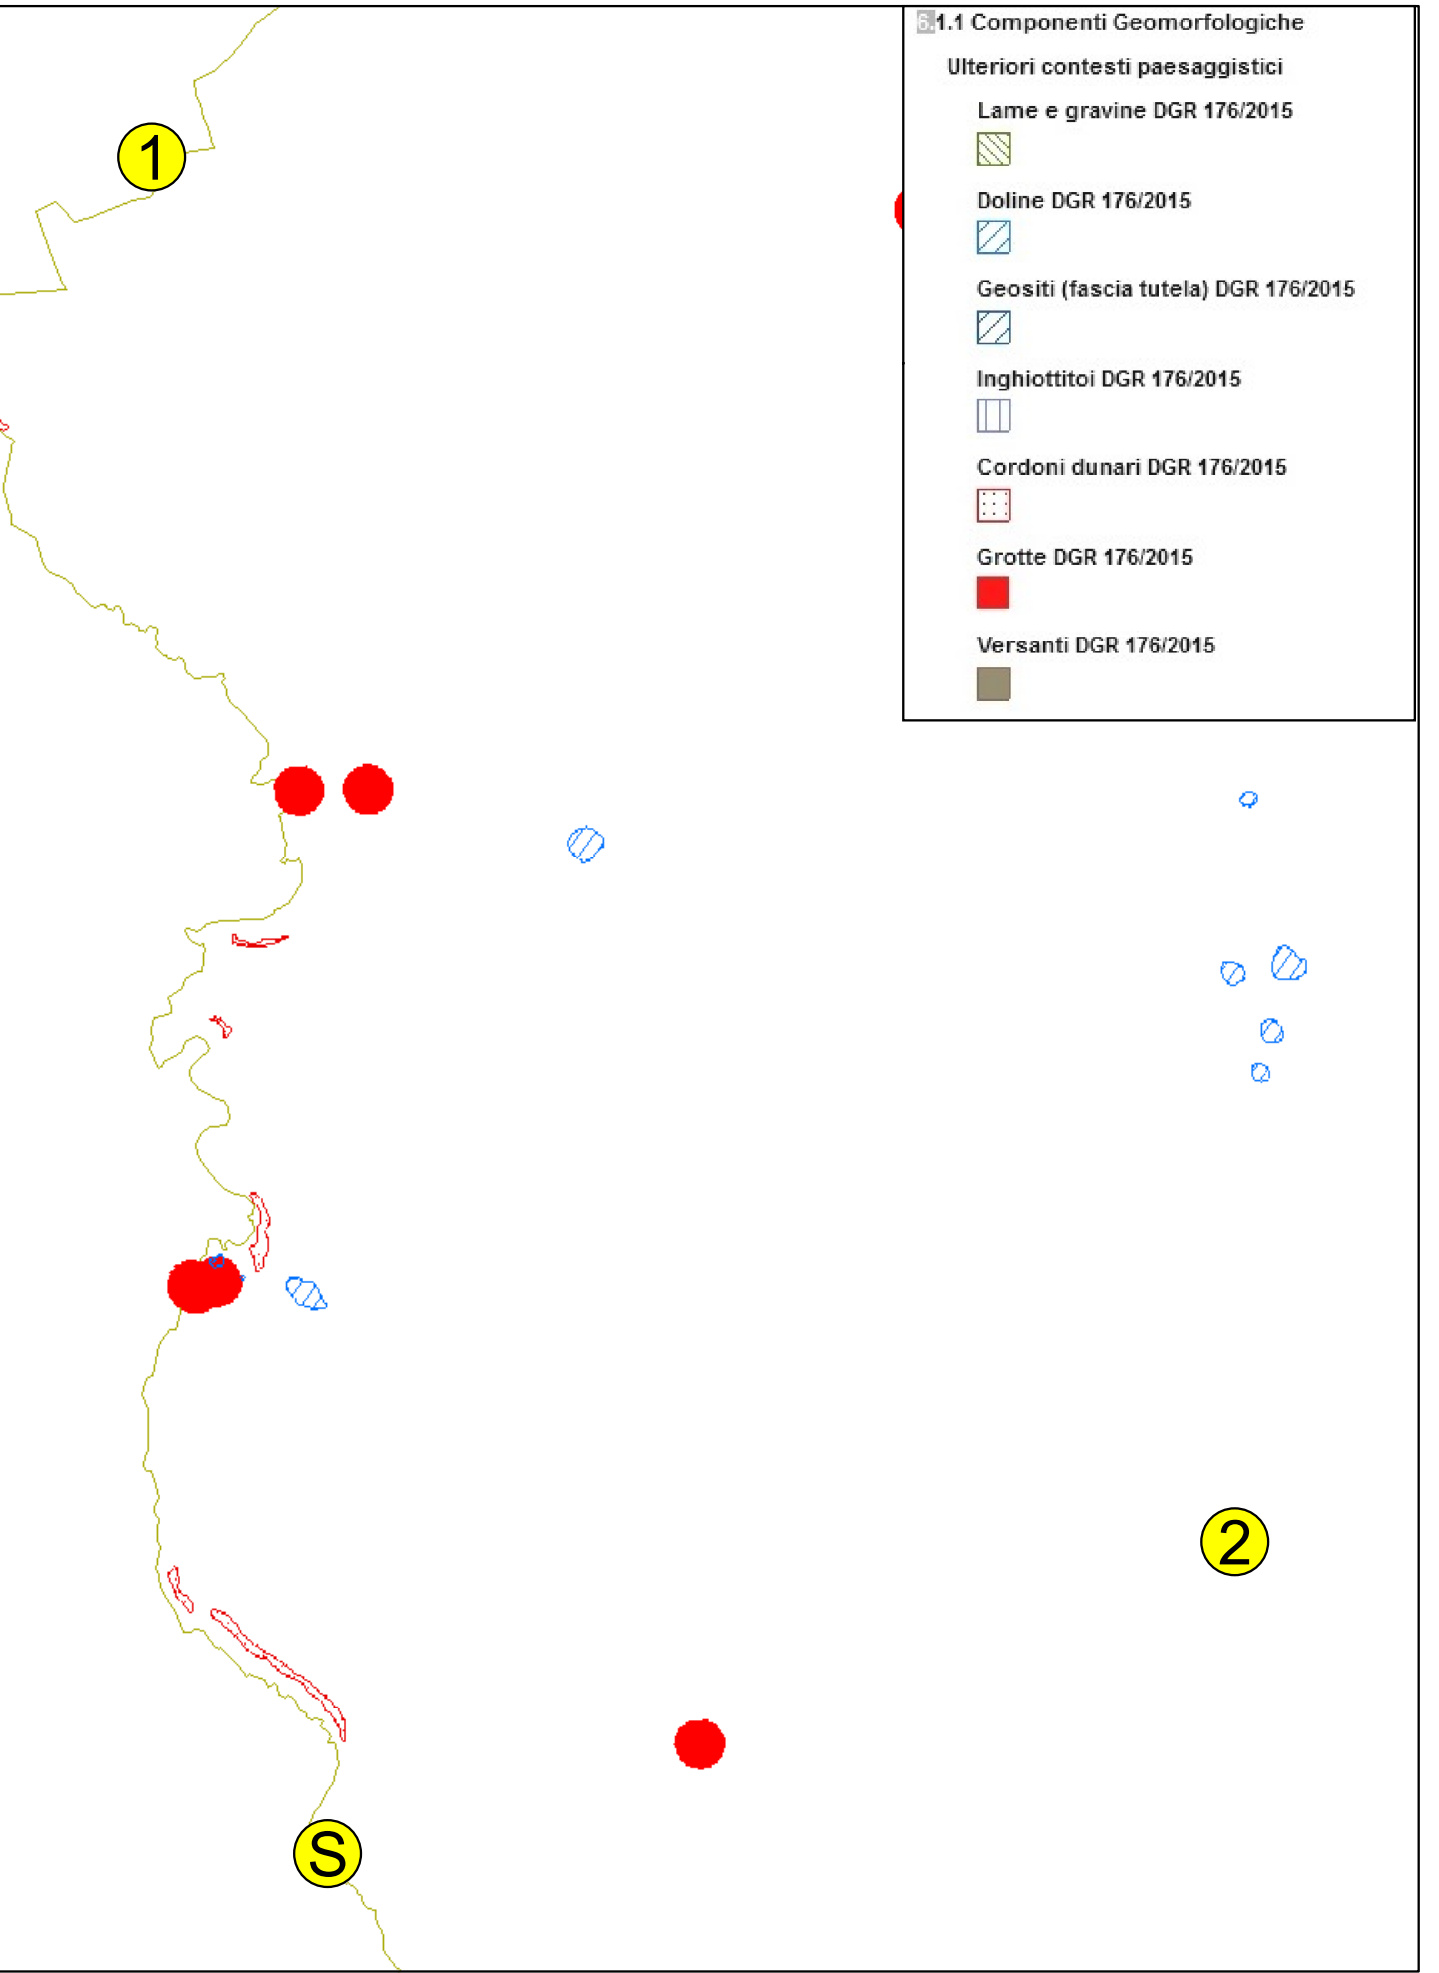 6.1.1 Componenti Geomorfologiche
Ulteriori contesti paesaggistici
Lame e gravine DGR 176/2015
Doline DGR 176/2015
Geositi (fascia tutela) DGR 176/2015
Inghiottitoi DGR 176/2015
Cordoni dunari DGR 176/2015
Grotte DGR 176/2015
Versanti DGR 176/2015
1
2
S